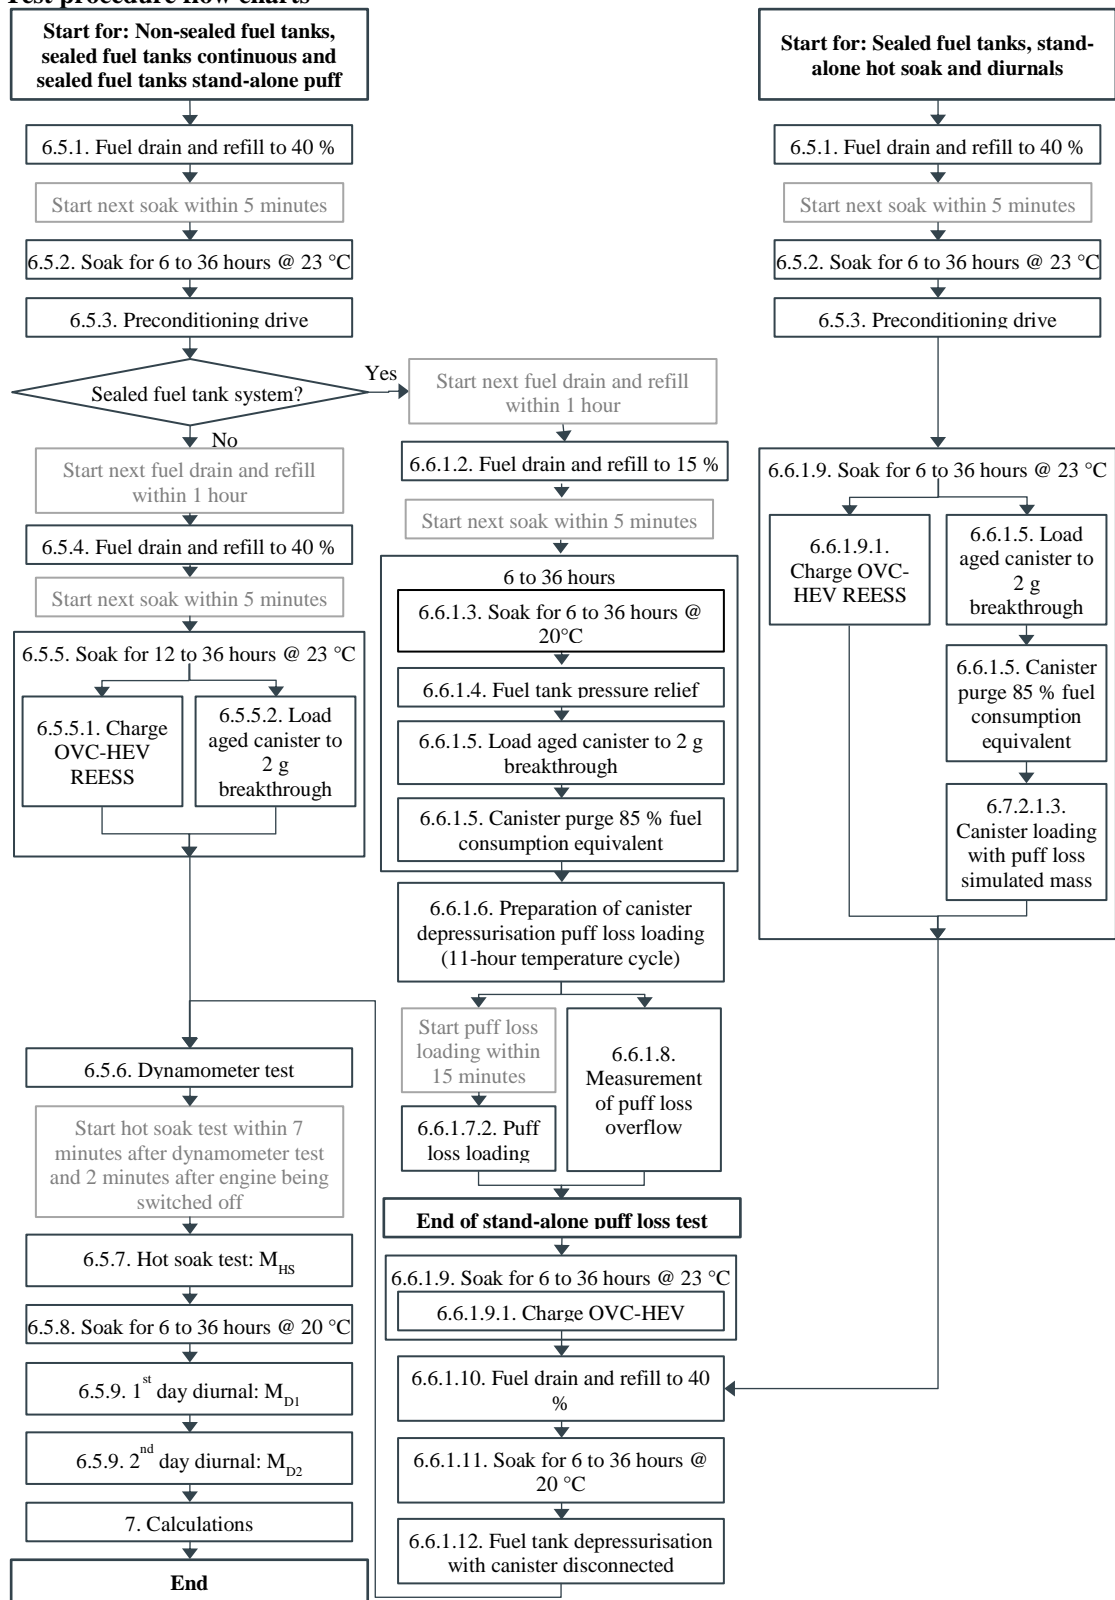 Test procedure flow charts
Start for: Non-sealed fuel tanks,
sealed fuel tanks continuous and
sealed fuel tanks stand-alone puff
6.5.1. Fuel drain and refill to 40 %
Start next soak within 5 minutes
6.5.2. Soak for 6 to 36 hours @ 23 °C
6.5.3. Preconditioning drive
Sealed fuel tank system?
Yes
No
Start next fuel drain and refill
within 1 hour
6.5.4. Fuel drain and refill to 40 %
Start next soak within 5 minutes
6.5.5. Soak for 12 to 36 hours @ 23 °C
6.5.5.1. Charge
OVC-HEV
REESS
6.5.5.2. Load
aged canister to
2 g
breakthrough
6.5.6. Dynamometer test
Start hot soak test within 7
minutes after dynamometer test
and 2 minutes after engine being
switched off
6.5.7. Hot soak test: M_HS
6.5.8. Soak for 6 to 36 hours @ 20 °C
6.5.9. 1st day diurnal: M_D1
6.5.9. 2nd day diurnal: M_D2
7. Calculations
End
Start next fuel drain and refill
within 1 hour
6.6.1.2. Fuel drain and refill to 15 %
Start next soak within 5 minutes
6 to 36 hours
6.6.1.3. Soak for 6 to 36 hours @
20°C
6.6.1.4. Fuel tank pressure relief
6.6.1.5. Load aged canister to 2 g
breakthrough
6.6.1.5. Canister purge 85 % fuel
consumption equivalent
6.6.1.6. Preparation of canister
depressurisation puff loss loading
(11-hour temperature cycle)
Start puff loss
loading within
15 minutes
6.6.1.7.2. Puff
loss loading
6.6.1.8.
Measurement
of puff loss
overflow
End of stand-alone puff loss test
6.6.1.9. Soak for 6 to 36 hours @ 23 °C
6.6.1.9.1. Charge OVC-HEV
6.6.1.10. Fuel drain and refill to 40
%
6.6.1.11. Soak for 6 to 36 hours @
20 °C
6.6.1.12. Fuel tank depressurisation
with canister disconnected
Start for: Sealed fuel tanks, stand-
alone hot soak and diurnals
6.5.1. Fuel drain and refill to 40 %
Start next soak within 5 minutes
6.5.2. Soak for 6 to 36 hours @ 23 °C
6.5.3. Preconditioning drive
6.6.1.9. Soak for 6 to 36 hours @ 23 °C
6.6.1.9.1.
Charge OVC-
HEV REESS
6.6.1.5. Load
aged canister to
2 g
breakthrough
6.6.1.5. Canister
purge 85 % fuel
consumption
equivalent
6.7.2.1.3.
Canister loading
with puff loss
simulated mass